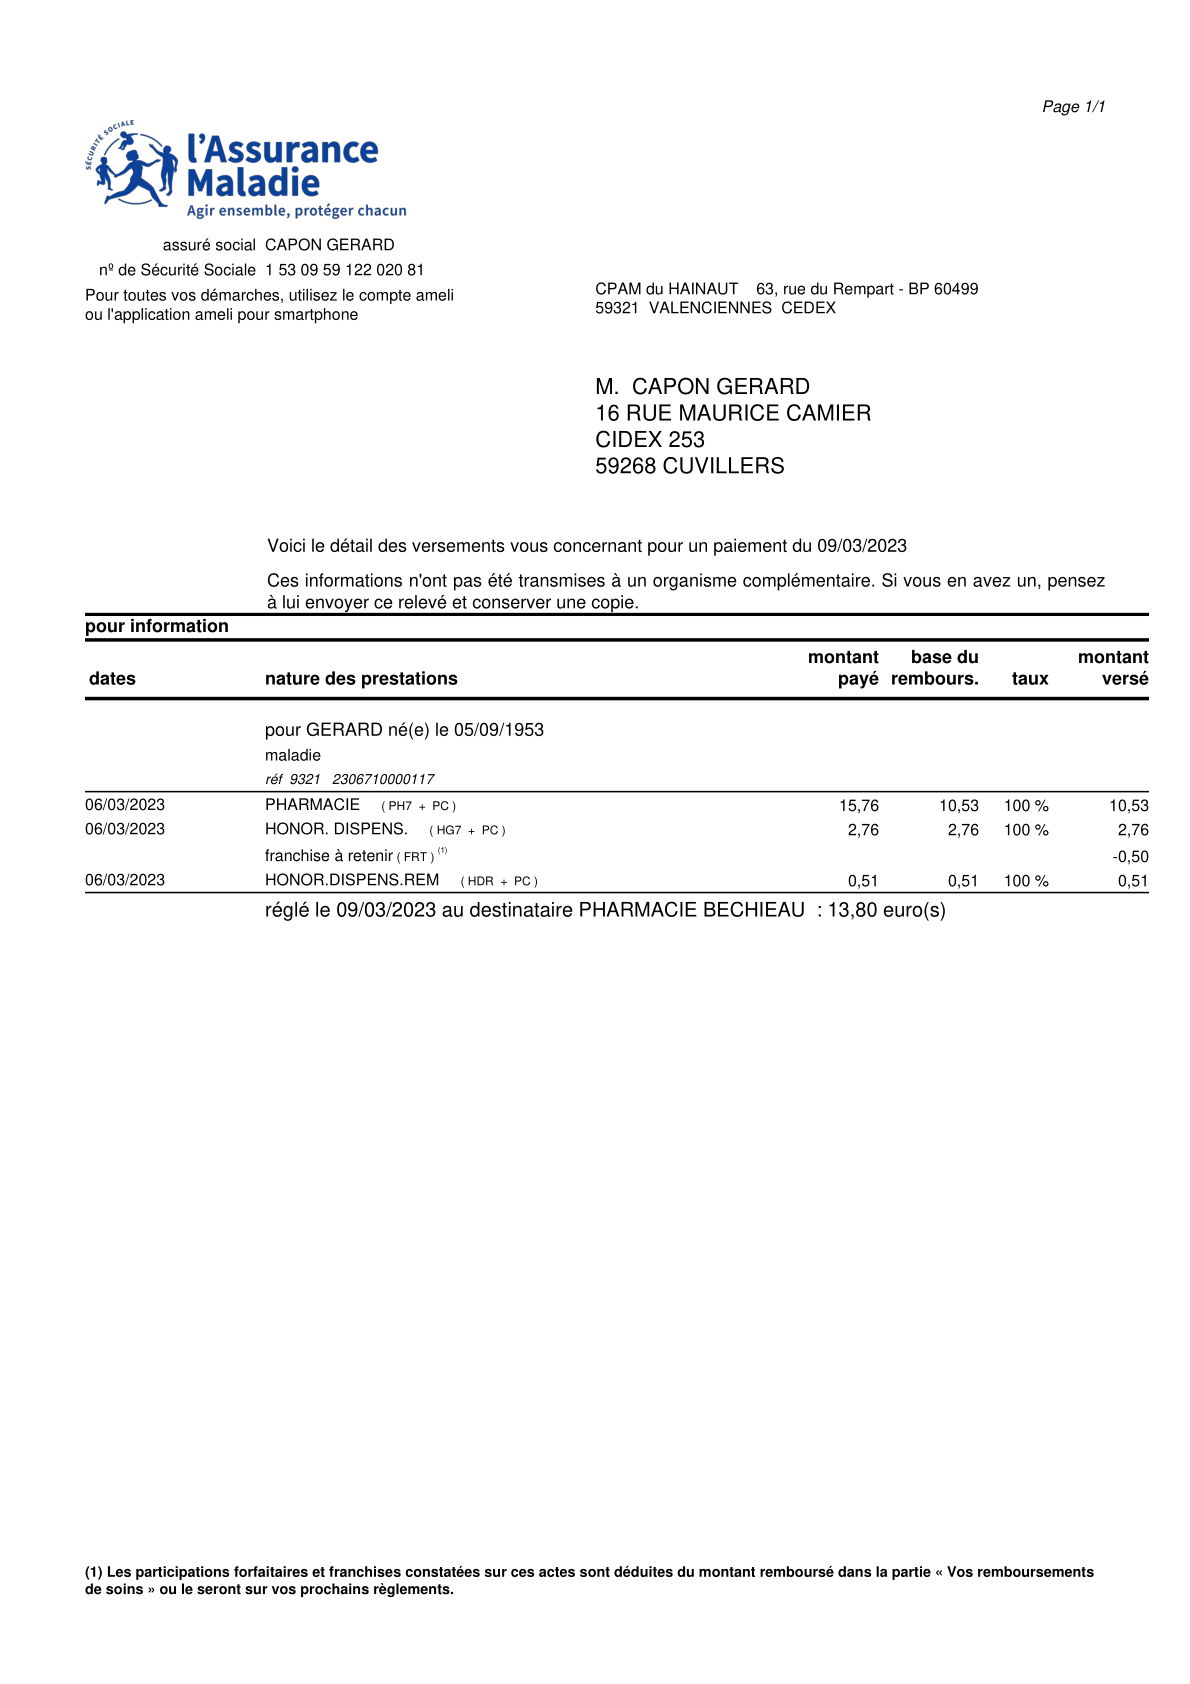 Page 1/1
SÉCURITÉ SOCIALE
l'Assurance
Maladie
Agir ensemble, protéger chacun
assuré social CAPON GERARD
nº de Sécurité Sociale 1 53 09 59 122 020 81
Pour toutes vos démarches, utilisez le compte ameli
ou l'application ameli pour smartphone
CPAM du HAINAUT 63, rue du Rempart - BP 60499
59321 VALENCIENNES CEDEX
M. CAPON GERARD
16 RUE MAURICE CAMIER
CIDEX 253
59268 CUVILLERS
Voici le détail des versements vous concernant pour un paiement du 09/03/2023
Ces informations n'ont pas été transmises à un organisme complémentaire. Si vous en avez un, pensez
à lui envoyer ce relevé et conserver une copie.
pour information
dates nature des prestations montant payé base du rembours. taux montant versé
pour GERARD né(e) le 05/09/1953
maladie
réf 9321 2306710000117
06/03/2023 PHARMACIE ( PH7 + PC ) 15,76 10,53 100 % 10,53
06/03/2023 HONOR. DISPENS. ( HG7 + PC ) 2,76 2,76 100 % 2,76
franchise à retenir ( FRT ) (1) -0,50
06/03/2023 HONOR.DISPENS.REM ( HDR + PC ) 0,51 0,51 100 % 0,51
réglé le 09/03/2023 au destinataire PHARMACIE BECHIEAU : 13,80 euro(s)
(1) Les participations forfaitaires et franchises constatées sur ces actes sont déduites du montant remboursé dans la partie « Vos remboursements
de soins » ou le seront sur vos prochains règlements.